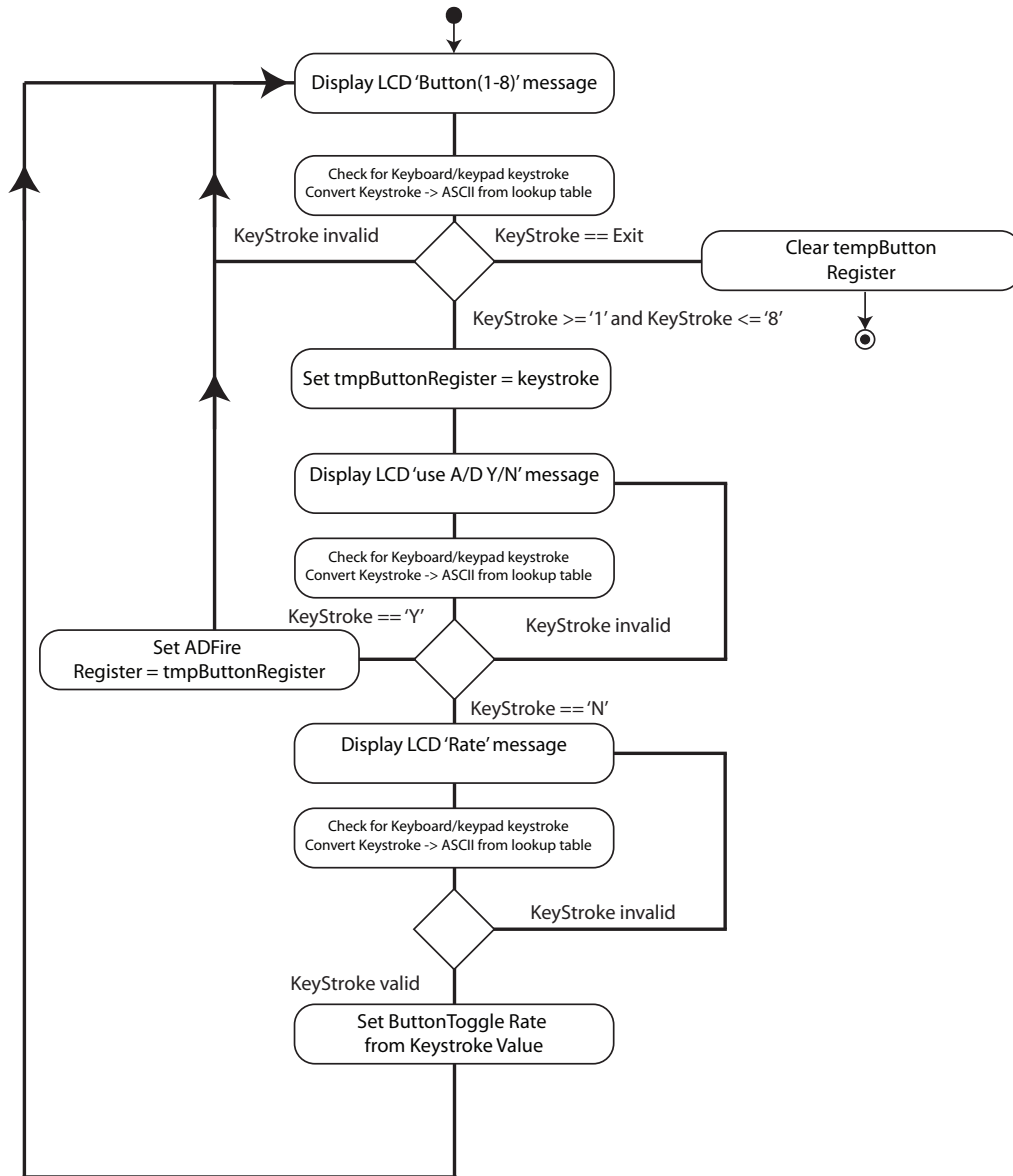 Display LCD ‘Button(1-8)’ message
Check for Keyboard/keypad keystroke
Convert Keystroke -> ASCII from lookup table
KeyStroke invalid
KeyStroke == Exit
Clear tempButton
Register
KeyStroke >= ‘1’ and KeyStroke <= ‘8’
Set tmpButtonRegister = keystroke
Display LCD ‘use A/D Y/N’ message
Check for Keyboard/keypad keystroke
Convert Keystroke -> ASCII from lookup table
KeyStroke == ‘Y’
KeyStroke invalid
Set ADFire
Register = tmpButtonRegister
KeyStroke == ‘N’
Display LCD ‘Rate’ message
Check for Keyboard/keypad keystroke
Convert Keystroke -> ASCII from lookup table
KeyStroke invalid
KeyStroke valid
Set ButtonToggle Rate
from Keystroke Value